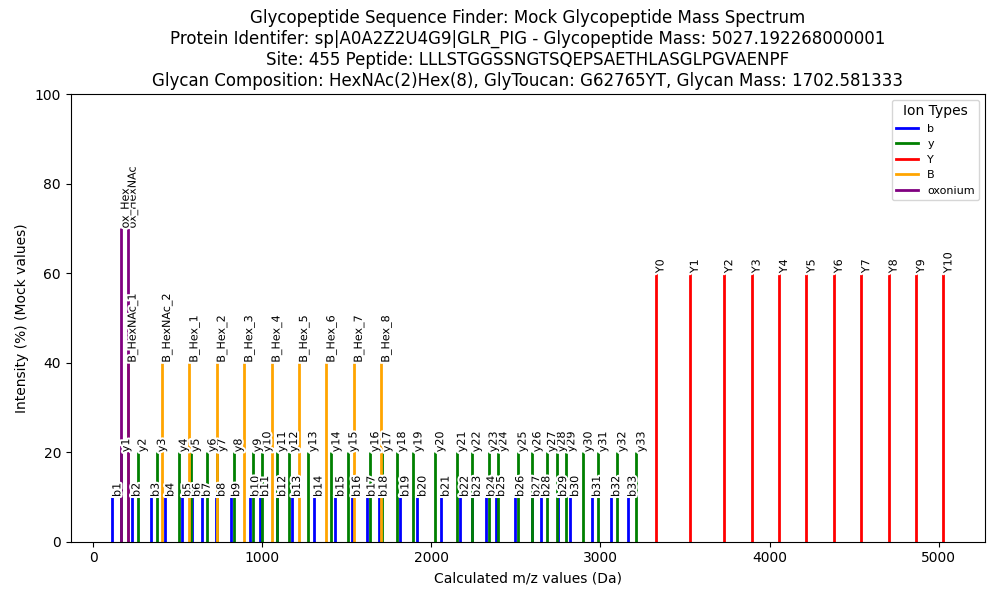 Glycopeptide Sequence Finder: Mock Glycopeptide Mass Spectrum
Protein Identifer: sp|A0A2Z2U4G9|GLR_PIG - Glycopeptide Mass: 5027.192268000001
Site: 455 Peptide: LLLSTGGSSNGTSQEPSAETHLASGLPGVAENPF
Glycan Composition: HexNAc(2)Hex(8), GlyToucan: G62765YT, Glycan Mass: 1702.581333
Intensity (%) (Mock values)
100
80
60
40
20
0
Ion Types
b
y
Y
B
oxonium
ox_Hex
ox_HexNAc
Y0
Y1
Y2
Y3
Y4
Y5
Y6
Y7
Y8
Y9
Y10
B_HexNAc_1
B_HexNAc_2
B_Hex_1
B_Hex_2
B_Hex_3
B_Hex_4
B_Hex_5
B_Hex_6
B_Hex_7
B_Hex_8
y1
y2
y3
y4
y5
y6
y7
y8
y9
y10
y11
y12
y13
y14
y15
y16
y17
y18
y19
y20
y21
y22
y23
y24
y25
y26
y27
y28
y29
y30
y31
y32
y33
b1
b2
b3
b4
b5
b6
b7
b8
b9
b10
b11
b12
b13
b14
b15
b16
b17
b18
b19
b20
b21
b22
b23
b24
b25
b26
b27
b28
b29
b30
b31
b32
b33
0
1000
2000
3000
4000
5000
Calculated m/z values (Da)